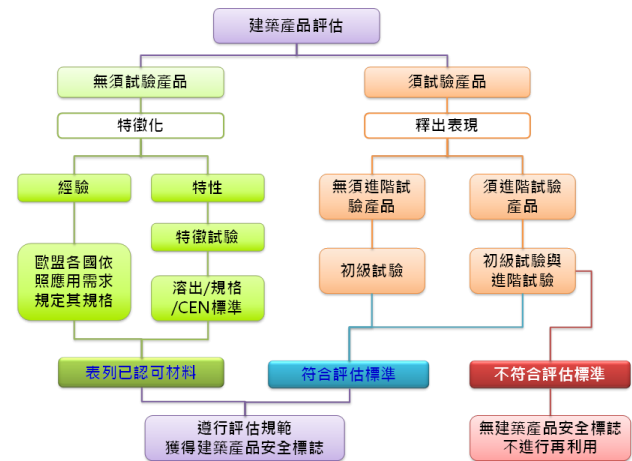 建築產品評估
無須試驗產品
須試驗產品
特徵化
釋出表現
經驗
特性
無須進階試
驗產品
須進階試驗
產品
特徵試驗
歐盟各國依
照應用需求
規定其規格
溶出/規格
/CEN標準
初級試驗
初級試驗與
進階試驗
表列已認可材料
符合評估標準
不符合評估標準
遵行評估規範
獲得建築產品安全標誌
無建築產品安全標誌
不進行再利用